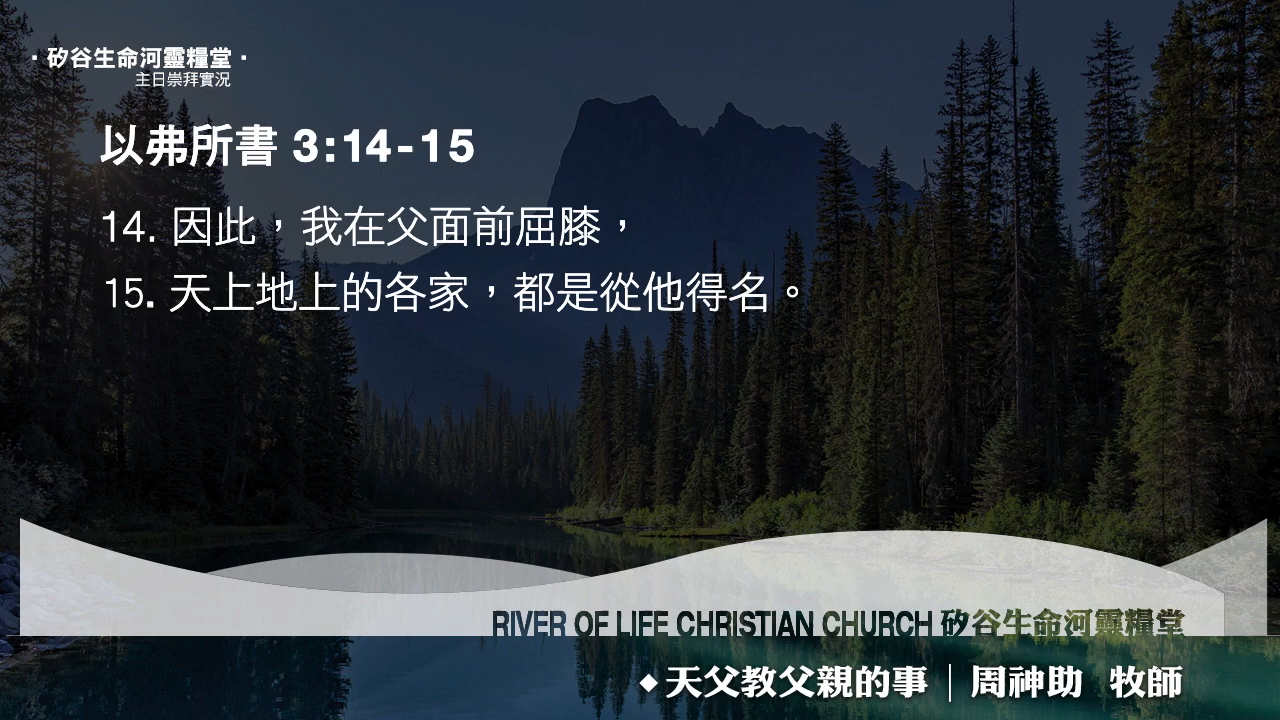 ·矽谷生命河靈糧堂·
主日崇拜實況
以弗所書 3:14-15
14. 因此，我在父面前屈膝，
15. 天上地上的各家，都是從他得名。
RIVER OF LIFE CHRISTIAN CHURCH 矽谷生命河靈糧堂
◆天父教父親的事｜周神助 牧師